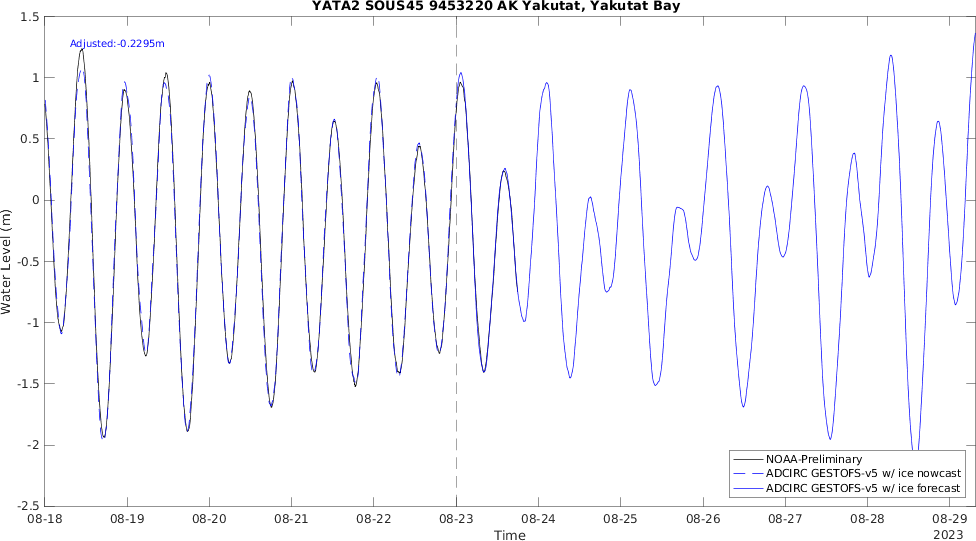 YATA2 SOUS45 9453220 AK Yakutat, Yakutat Bay
Adjusted:-0.2295m
1.5
1
0.5
0
-0.5
-1
-1.5
-2
-2.5
Water Level (m)
NOAA-Preliminary
ADCIRC GESTOFS-v5 w/ ice nowcast
ADCIRC GESTOFS-v5 w/ ice forecast
08-18 08-19 08-20 08-21 08-22 08-23 08-24 08-25 08-26 08-27 08-28 08-29
Time
2023